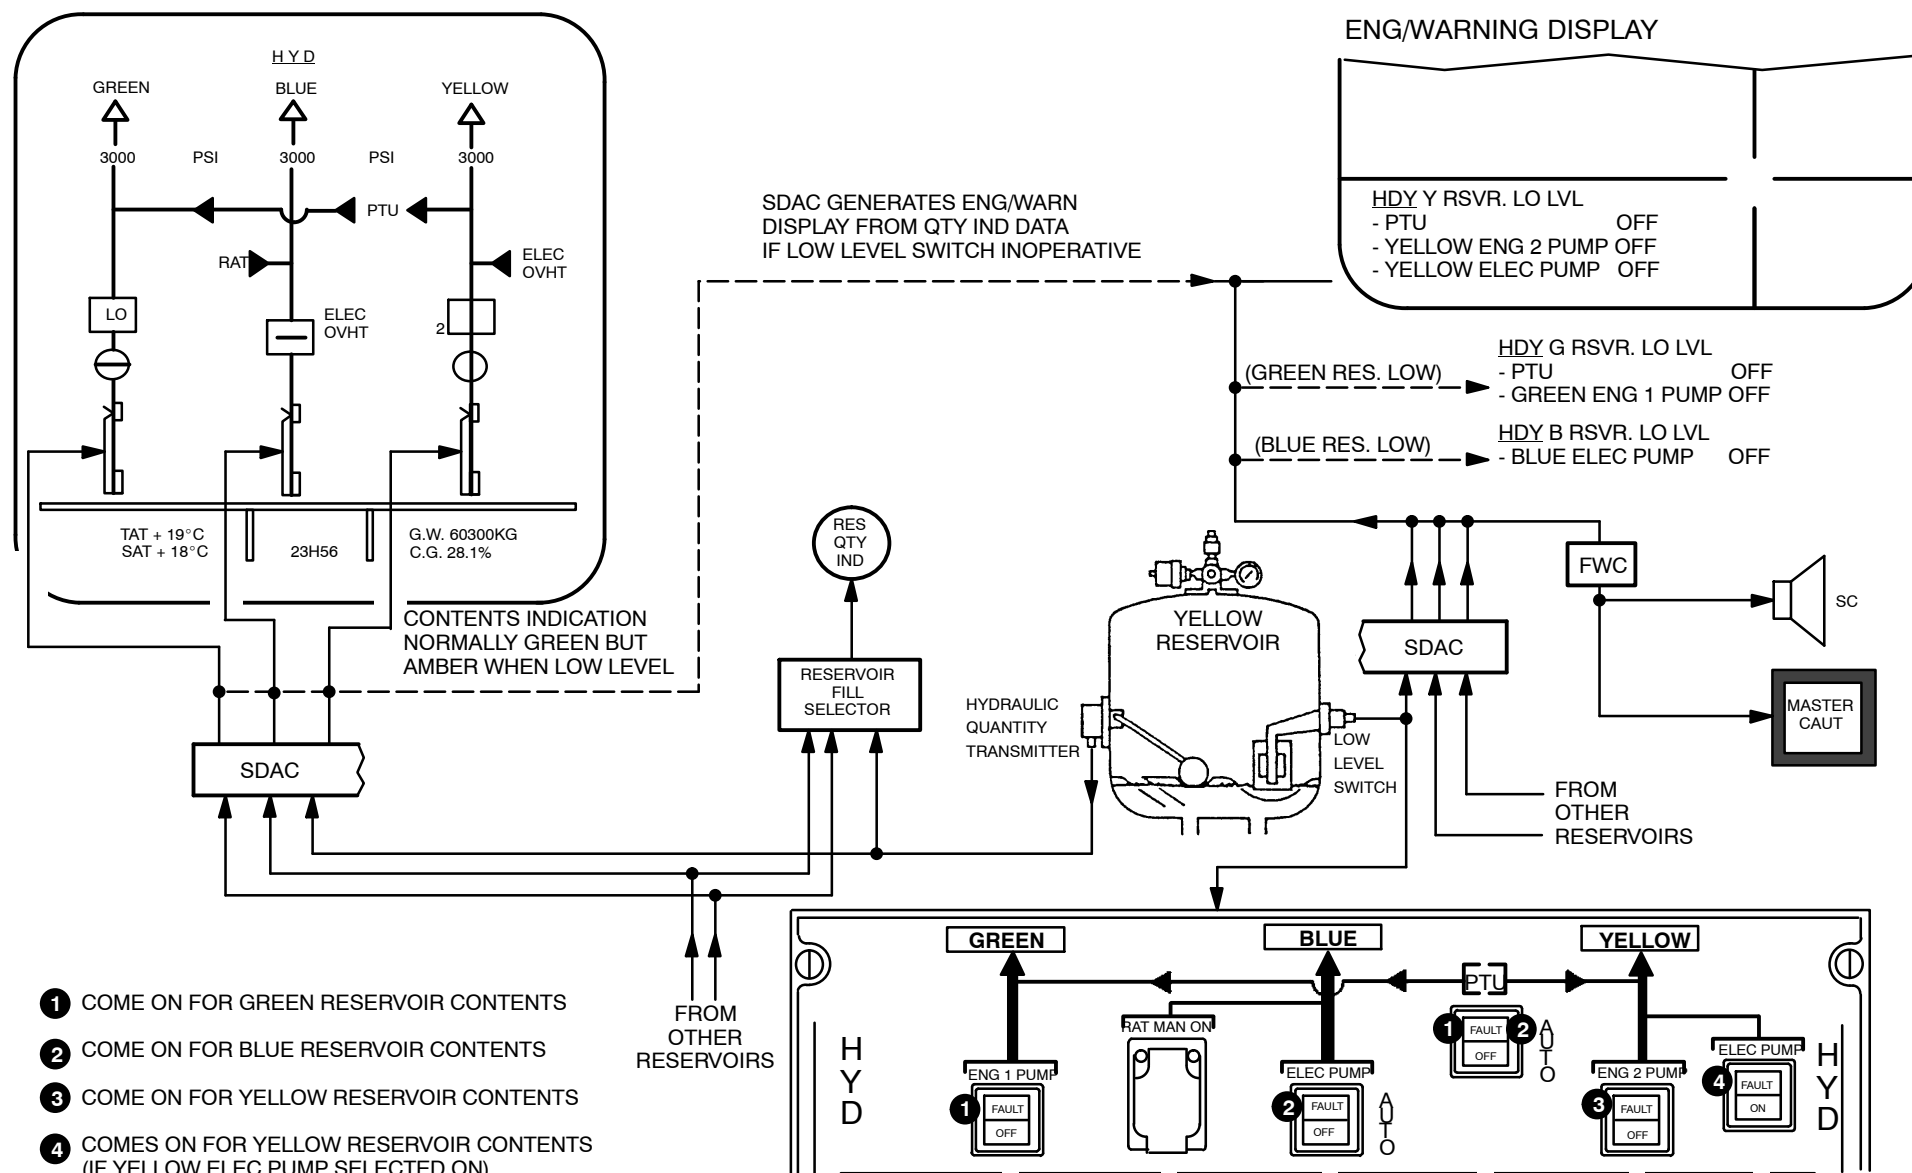 H Y D
GREEN BLUE YELLOW
3000 PSI 3000 PSI 3000
PTU
RAT
ELEC
OVHT
LO
ELEC
OVHT
2
TAT + 19°C
SAT + 18°C
23H56
G.W. 60300KG
C.G. 28.1%
CONTENTS INDICATION
NORMALLY GREEN BUT
AMBER WHEN LOW LEVEL
SDAC
SDAC GENERATES ENG/WARN
DISPLAY FROM QTY IND DATA
IF LOW LEVEL SWITCH INOPERATIVE
ENG/WARNING DISPLAY
HDY Y RSVR. LO LVL
- PTU OFF
- YELLOW ENG 2 PUMP OFF
- YELLOW ELEC PUMP OFF
(GREEN RES. LOW)
HDY G RSVR. LO LVL
- PTU OFF
- GREEN ENG 1 PUMP OFF
(BLUE RES. LOW)
HDY B RSVR. LO LVL
- BLUE ELEC PUMP OFF
RES
QTY
IND
RESERVOIR
FILL
SELECTOR
HYDRAULIC
QUANTITY
TRANSMITTER
YELLOW
RESERVOIR
LOW
LEVEL
SWITCH
SDAC
FWC
SC
MASTER
CAUT
FROM
OTHER
RESERVOIRS
FROM
OTHER
RESERVOIRS
1 COME ON FOR GREEN RESERVOIR CONTENTS
2 COME ON FOR BLUE RESERVOIR CONTENTS
3 COME ON FOR YELLOW RESERVOIR CONTENTS
4 COMES ON FOR YELLOW RESERVOIR CONTENTS
(IF YELLOW ELEC PUMP SELECTED ON)
GREEN BLUE YELLOW
PTU
RAT MAN ON
1 FAULT 2
OFF
AUTO
HYD
ENG 1 PUMP
1 FAULT
OFF
ELEC PUMP
2 FAULT
OFF
AUTO
ENG 2 PUMP
3 FAULT
OFF
ELEC PUMP
4 FAULT
ON
HYD